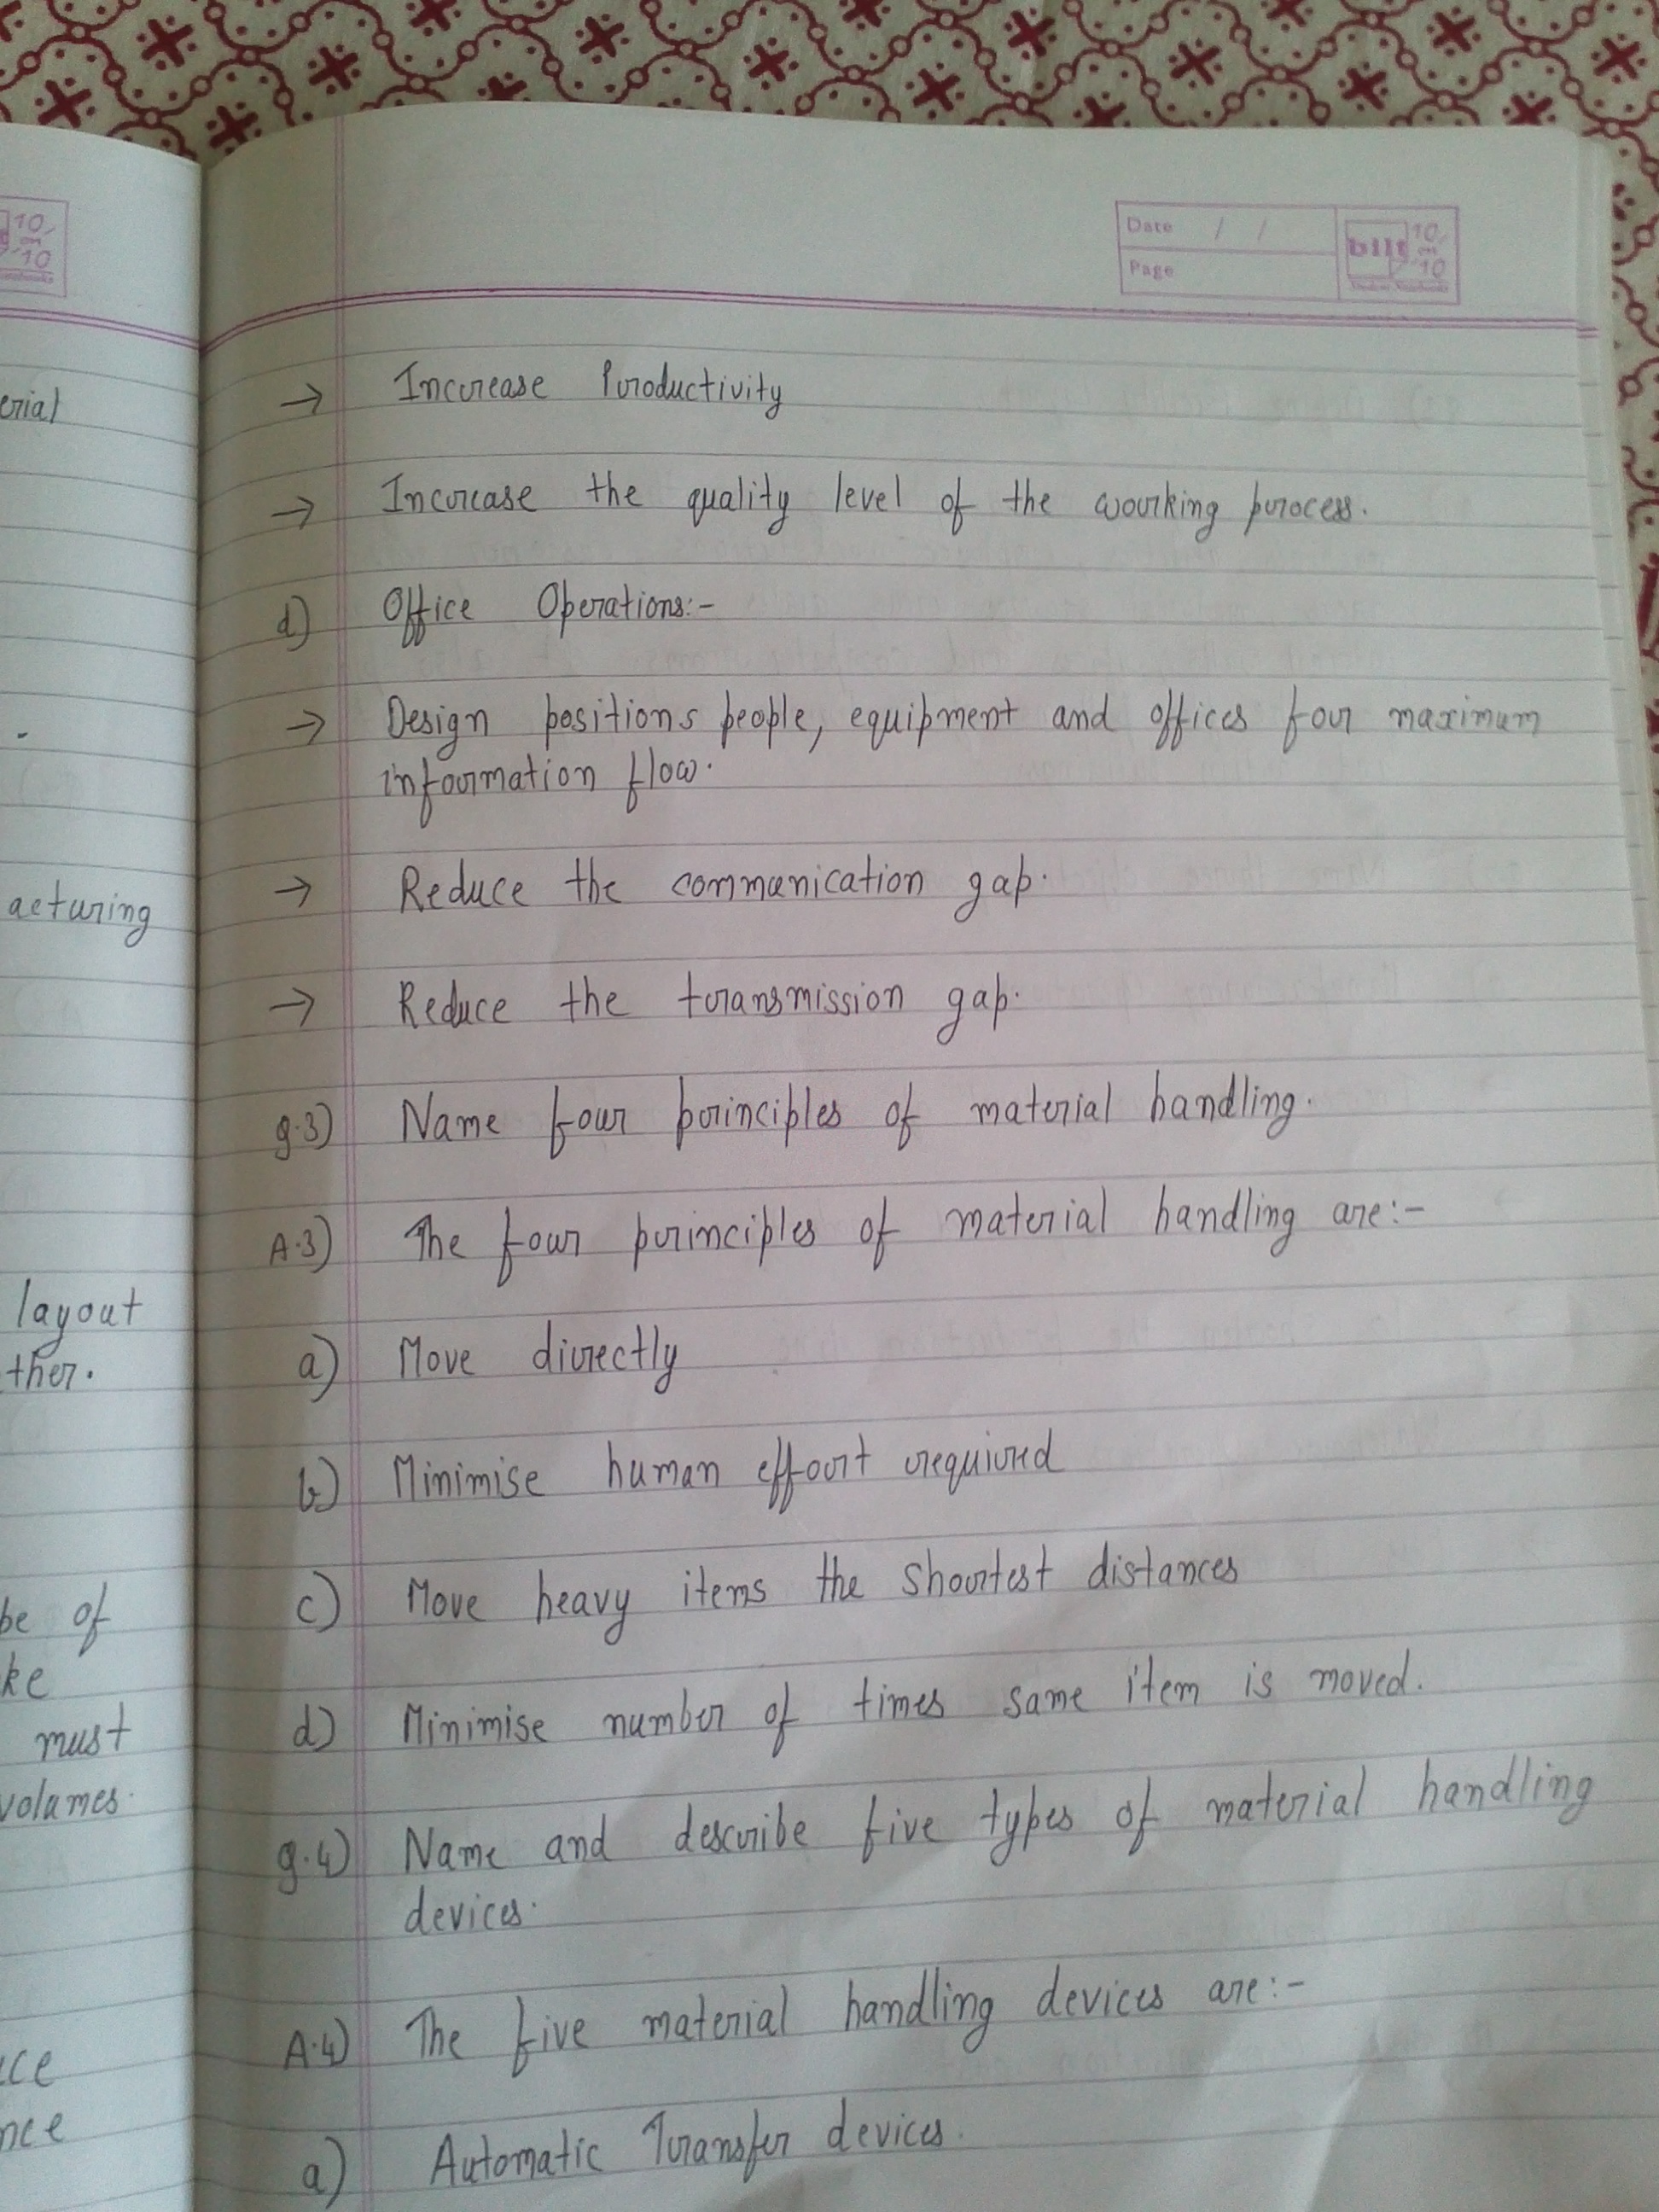 erial
acturing
layout
ther.
be of
ke
must
volumes.
ce
nce
10
on
10
Date / /
Page
bilt
10
on
10
→ Increase Productivity
→ Increase the quality level of the working process.
d) Office Operations:-
→ Design positions people, equipment and offices for maximum
information flow.
→ Reduce the communication gap.
→ Reduce the transmission gap.
Q.3) Name four principles of material handling.
A.3) The four principles of material handling are:-
a) Move directly
b) Minimise human effort required
c) Move heavy items the shortest distances
d) Minimise number of times same item is moved.
Q.4) Name and describe five types of material handling
devices.
A.4) The five material handling devices are:-
a) Automatic Transfer devices.